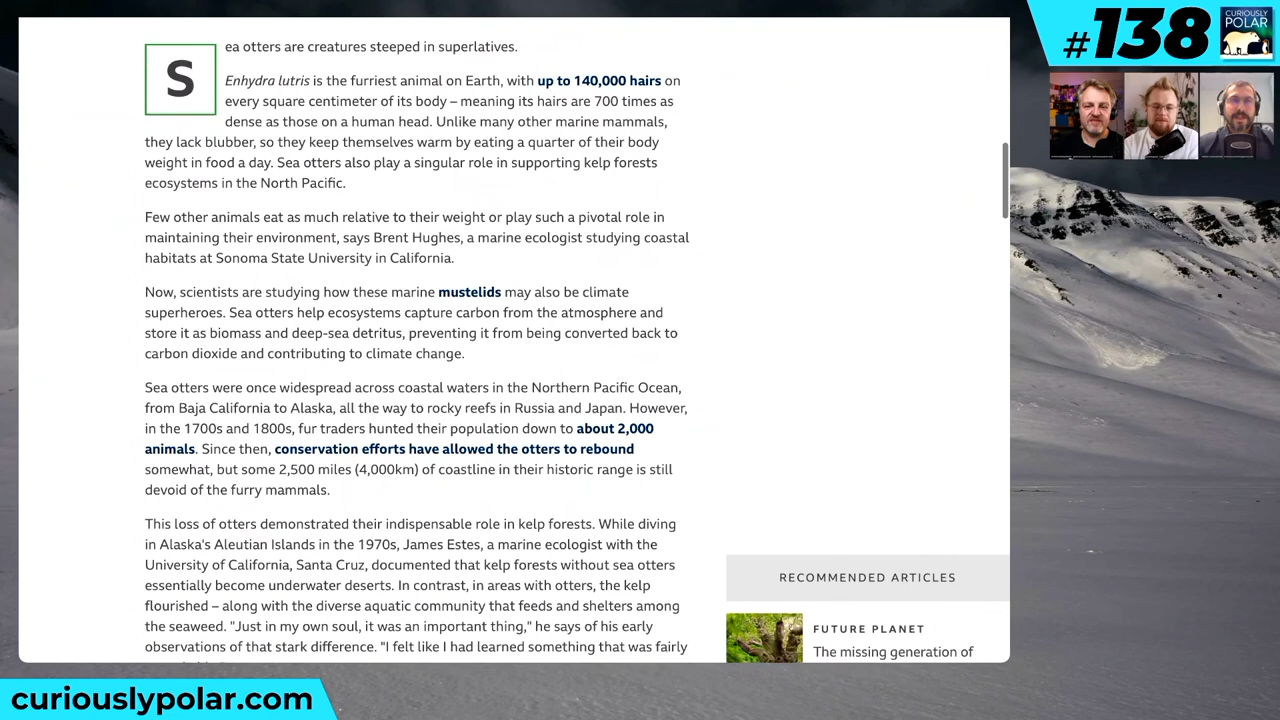 #138
CURIOUSLY
POLAR
Sea otters are creatures steeped in superlatives.
Enhydra lutris is the furriest animal on Earth, with up to 140,000 hairs on
every square centimeter of its body – meaning its hairs are 700 times as
dense as those on a human head. Unlike many other marine mammals,
they lack blubber, so they keep themselves warm by eating a quarter of their body
weight in food a day. Sea otters also play a singular role in supporting kelp forests
ecosystems in the North Pacific.
Few other animals eat as much relative to their weight or play such a pivotal role in
maintaining their environment, says Brent Hughes, a marine ecologist studying coastal
habitats at Sonoma State University in California.
Now, scientists are studying how these marine mustelids may also be climate
superheroes. Sea otters help ecosystems capture carbon from the atmosphere and
store it as biomass and deep-sea detritus, preventing it from being converted back to
carbon dioxide and contributing to climate change.
Sea otters were once widespread across coastal waters in the Northern Pacific Ocean,
from Baja California to Alaska, all the way to rocky reefs in Russia and Japan. However,
in the 1700s and 1800s, fur traders hunted their population down to about 2,000
animals. Since then, conservation efforts have allowed the otters to rebound
somewhat, but some 2,500 miles (4,000km) of coastline in their historic range is still
devoid of the furry mammals.
This loss of otters demonstrated their indispensable role in kelp forests. While diving
in Alaska's Aleutian Islands in the 1970s, James Estes, a marine ecologist with the
University of California, Santa Cruz, documented that kelp forests without sea otters
essentially become underwater deserts. In contrast, in areas with otters, the kelp
flourished – along with the diverse aquatic community that feeds and shelters among
the seaweed. "Just in my own soul, it was an important thing," he says of his early
observations of that stark difference. "I felt like I had learned something that was fairly
RECOMMENDED ARTICLES
FUTURE PLANET
The missing generation of
curiouslypolar.com